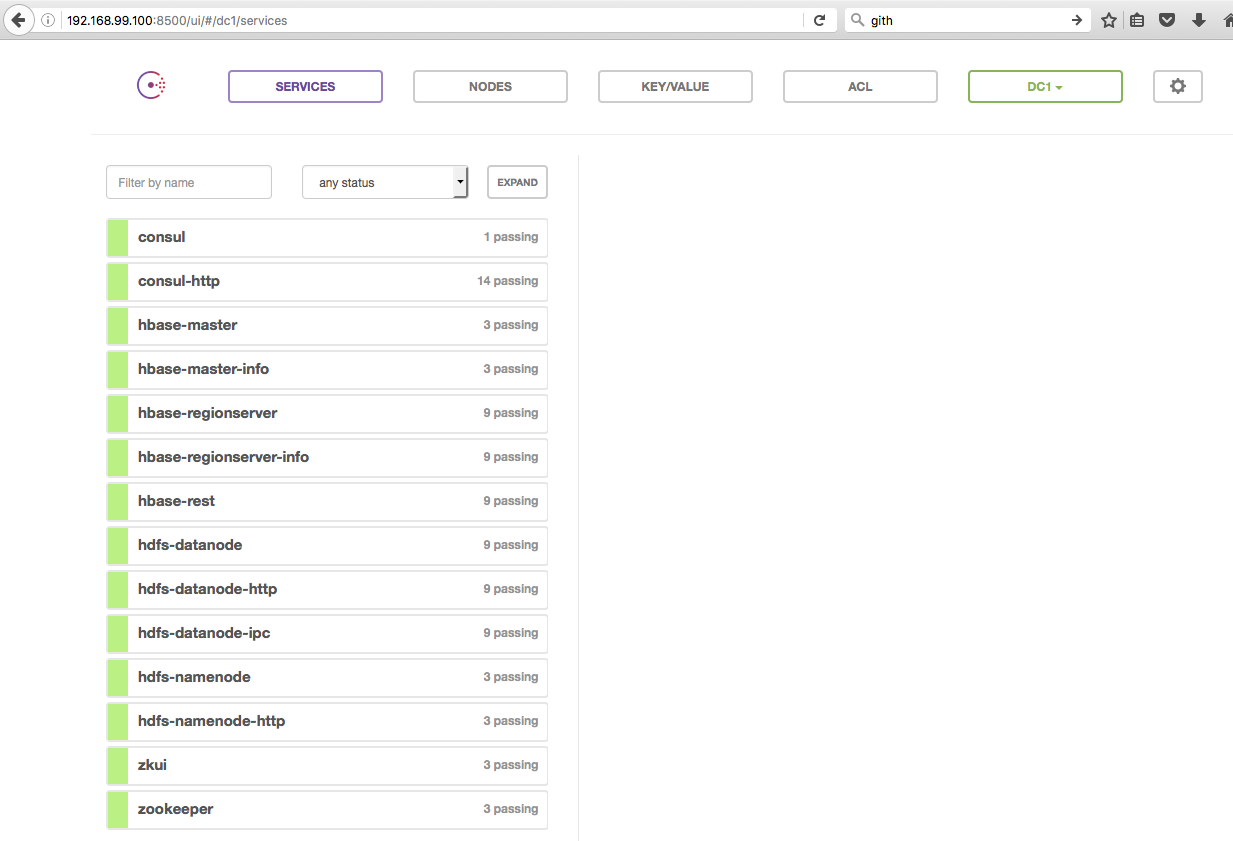 192.168.99.100:8500/ui/#/dc1/services gith
SERVICES NODES KEY/VALUE ACL DC1
Filter by name any status EXPAND
consul 1 passing
consul-http 14 passing
hbase-master 3 passing
hbase-master-info 3 passing
hbase-regionserver 9 passing
hbase-regionserver-info 9 passing
hbase-rest 9 passing
hdfs-datanode 9 passing
hdfs-datanode-http 9 passing
hdfs-datanode-ipc 9 passing
hdfs-namenode 3 passing
hdfs-namenode-http 3 passing
zkui 3 passing
zookeeper 3 passing